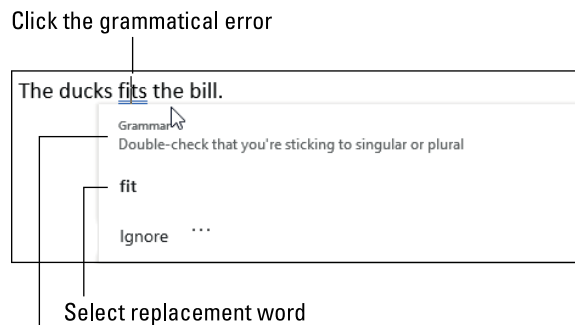 Click the grammatical error
The ducks fits the bill.
Grammar
Double-check that you're sticking to singular or plural
fit
Ignore ...
Select replacement word